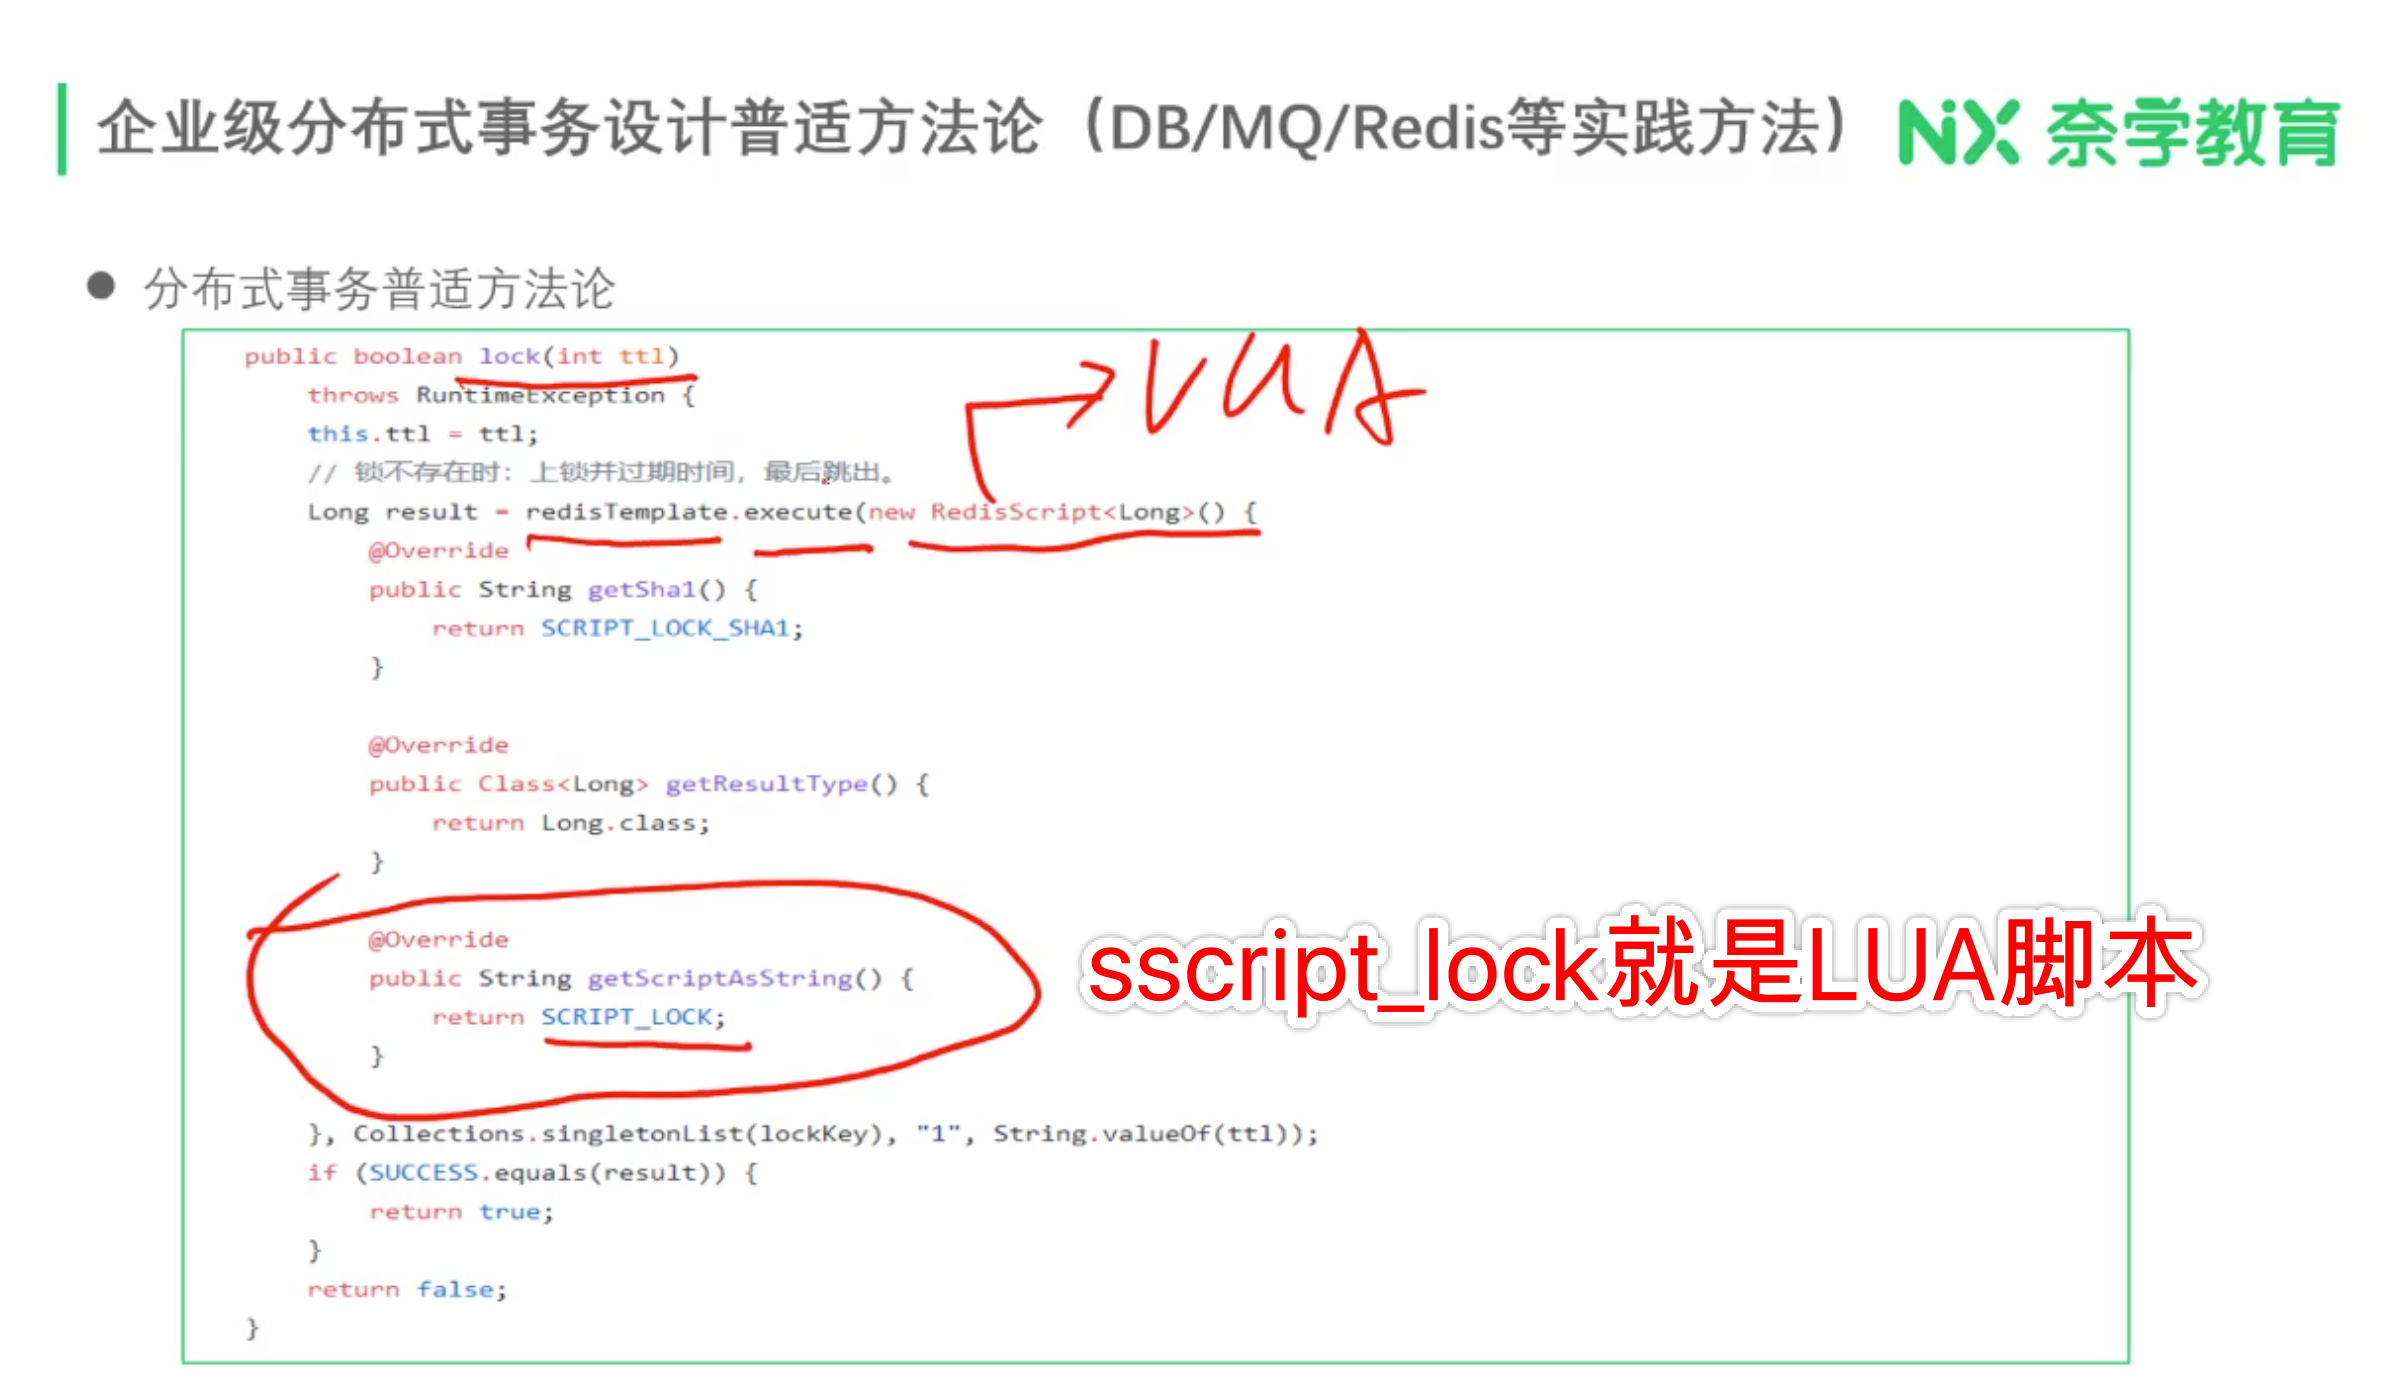 企业级分布式事务设计普适方法论（DB/MQ/Redis等实践方法）
NX 奈学教育
● 分布式事务普适方法论
public boolean lock(int ttl)
throws RuntimeException {
this.ttl = ttl;
// 锁不存在时：上锁并过期时间，最后跳出。
Long result = redisTemplate.execute(new RedisScript<Long>() {
LUA
@Override
public String getSha1() {
return SCRIPT_LOCK_SHA1;
}
@Override
public Class<Long> getResultType() {
return Long.class;
}
@Override
public String getScriptAsString() {
return SCRIPT_LOCK;
}
sscript_lock就是LUA脚本
}, Collections.singletonList(lockKey), "1", String.valueOf(ttl));
if (SUCCESS.equals(result)) {
return true;
}
return false;
}